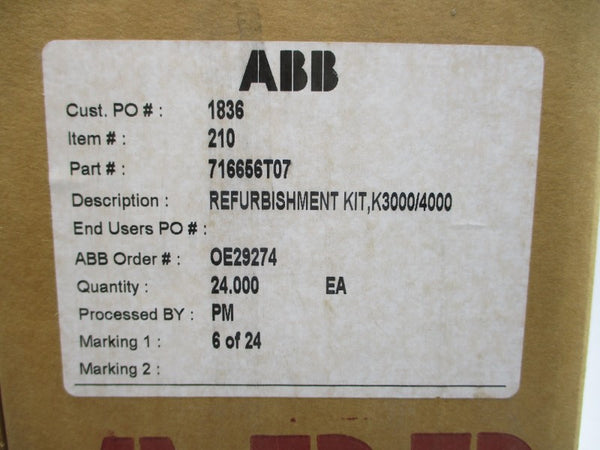 ABB
Cust. PO # : 1836
Item # : 210
Part # : 716656T07
Description : REFURBISHMENT KIT,K3000/4000
End Users PO # :
ABB Order # : OE29274
Quantity : 24.000 EA
Processed BY : PM
Marking 1 : 6 of 24
Marking 2 :
ABB